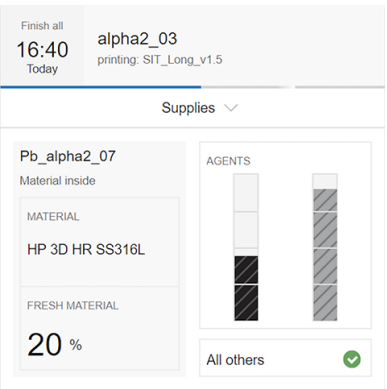 Finish all
16:40
Today
alpha2_03
printing: SIT_Long_v1.5
Supplies
Pb_alpha2_07
Material inside
MATERIAL
HP 3D HR SS316L
FRESH MATERIAL
20 %
AGENTS
All others